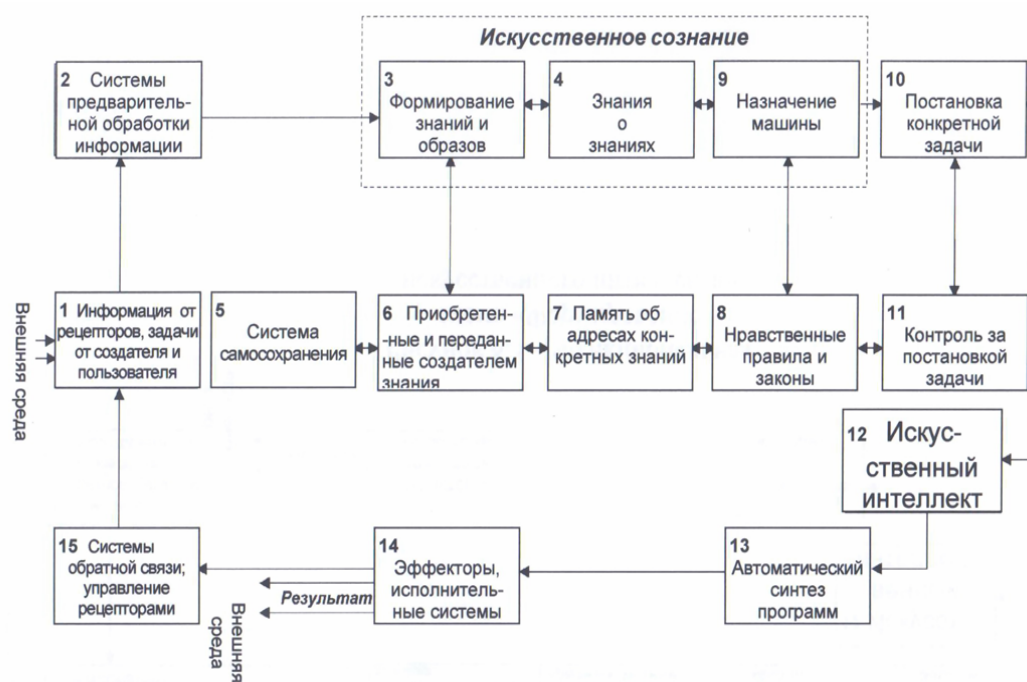 Искусственное сознание
2 Системы
предваритель-
ной обработки
информации
3
Формирование
знаний и
образов
4
Знания
о
знаниях
9
Назначение
машины
10
Постановка
конкретной
задачи
Внешняя среда
1 Информация от
рецепторов, задачи
от создателя и
пользователя
5
Система
самосохранения
6 Приобретен-
-ные и переданные
создателем
знания
7 Память об
адресах кон-
кретных знаний
8
Нравственные
правила и
законы
11
Контроль за
постановкой
задачи
12 Искус-
ственный
интеллект
15 Системы
обратной связи;
управление
рецепторами
Результат
Внешняя
среда
14
Эффекторы,
исполнитель-
ные системы
13
Автоматический
синтез
программ